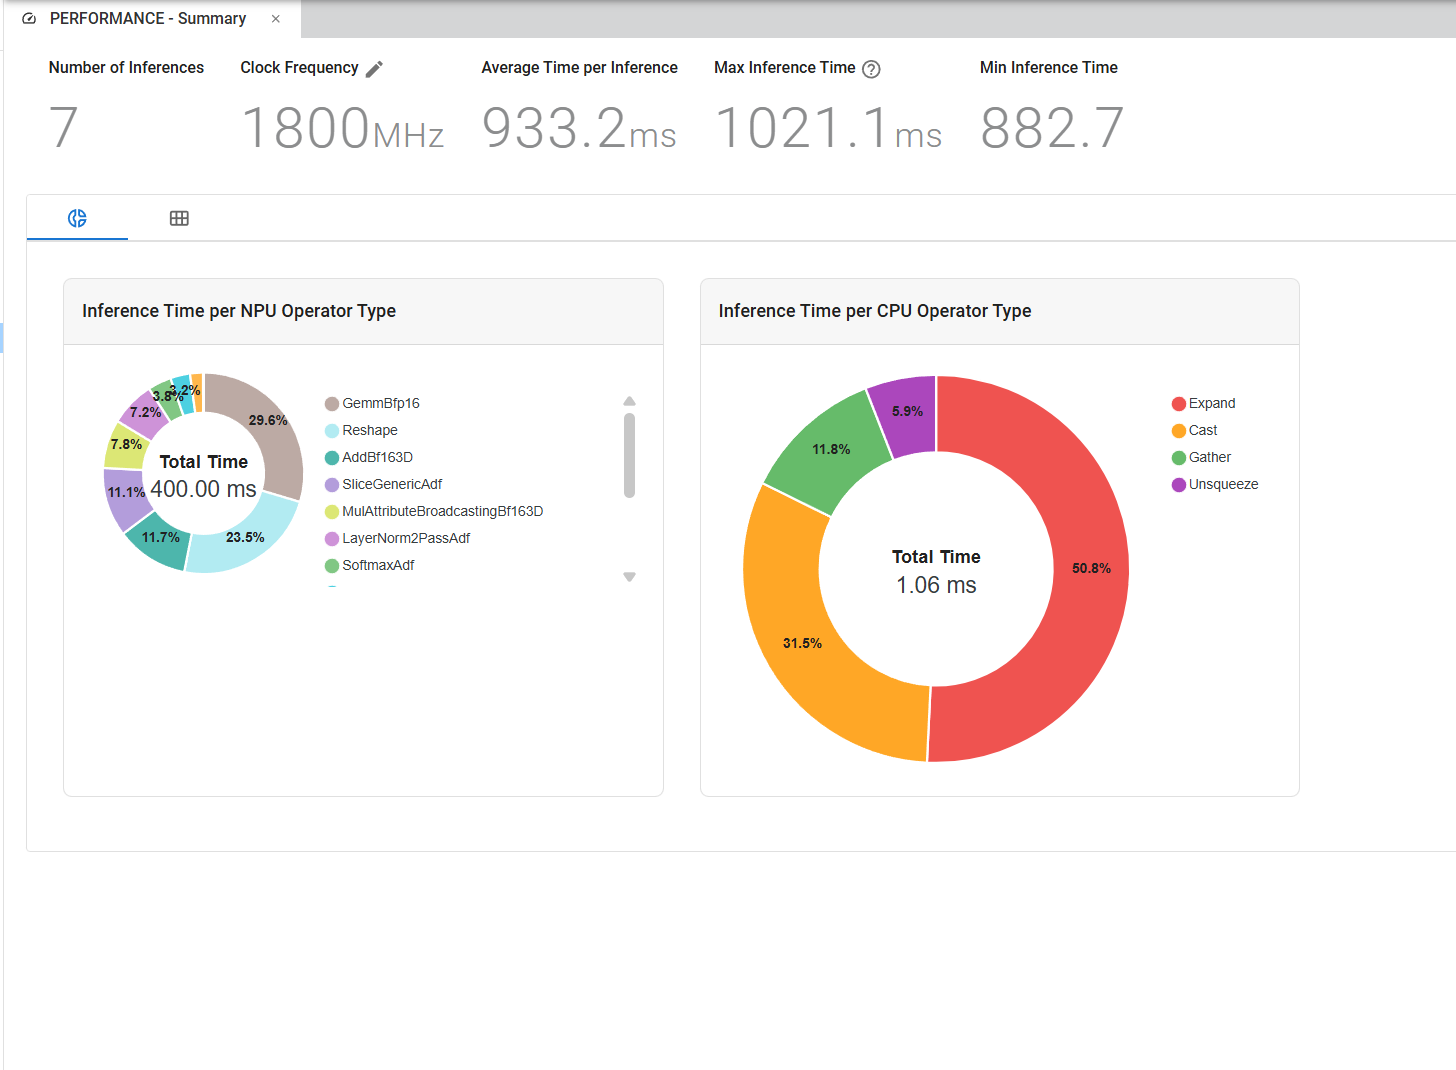 PERFORMANCE - Summary ×
Number of Inferences
7
Clock Frequency
1800MHz
Average Time per Inference
933.2ms
Max Inference Time ?
1021.1ms
Min Inference Time
882.7
Inference Time per NPU Operator Type
29.6%
23.5%
11.7%
11.1%
7.8%
7.2%
3.8%
3.2%
Total Time
400.00 ms
GemmBfp16
Reshape
AddBf163D
SliceGenericAdf
MulAttributeBroadcastingBf163D
LayerNorm2PassAdf
SoftmaxAdf
Inference Time per CPU Operator Type
50.8%
31.5%
11.8%
5.9%
Total Time
1.06 ms
Expand
Cast
Gather
Unsqueeze